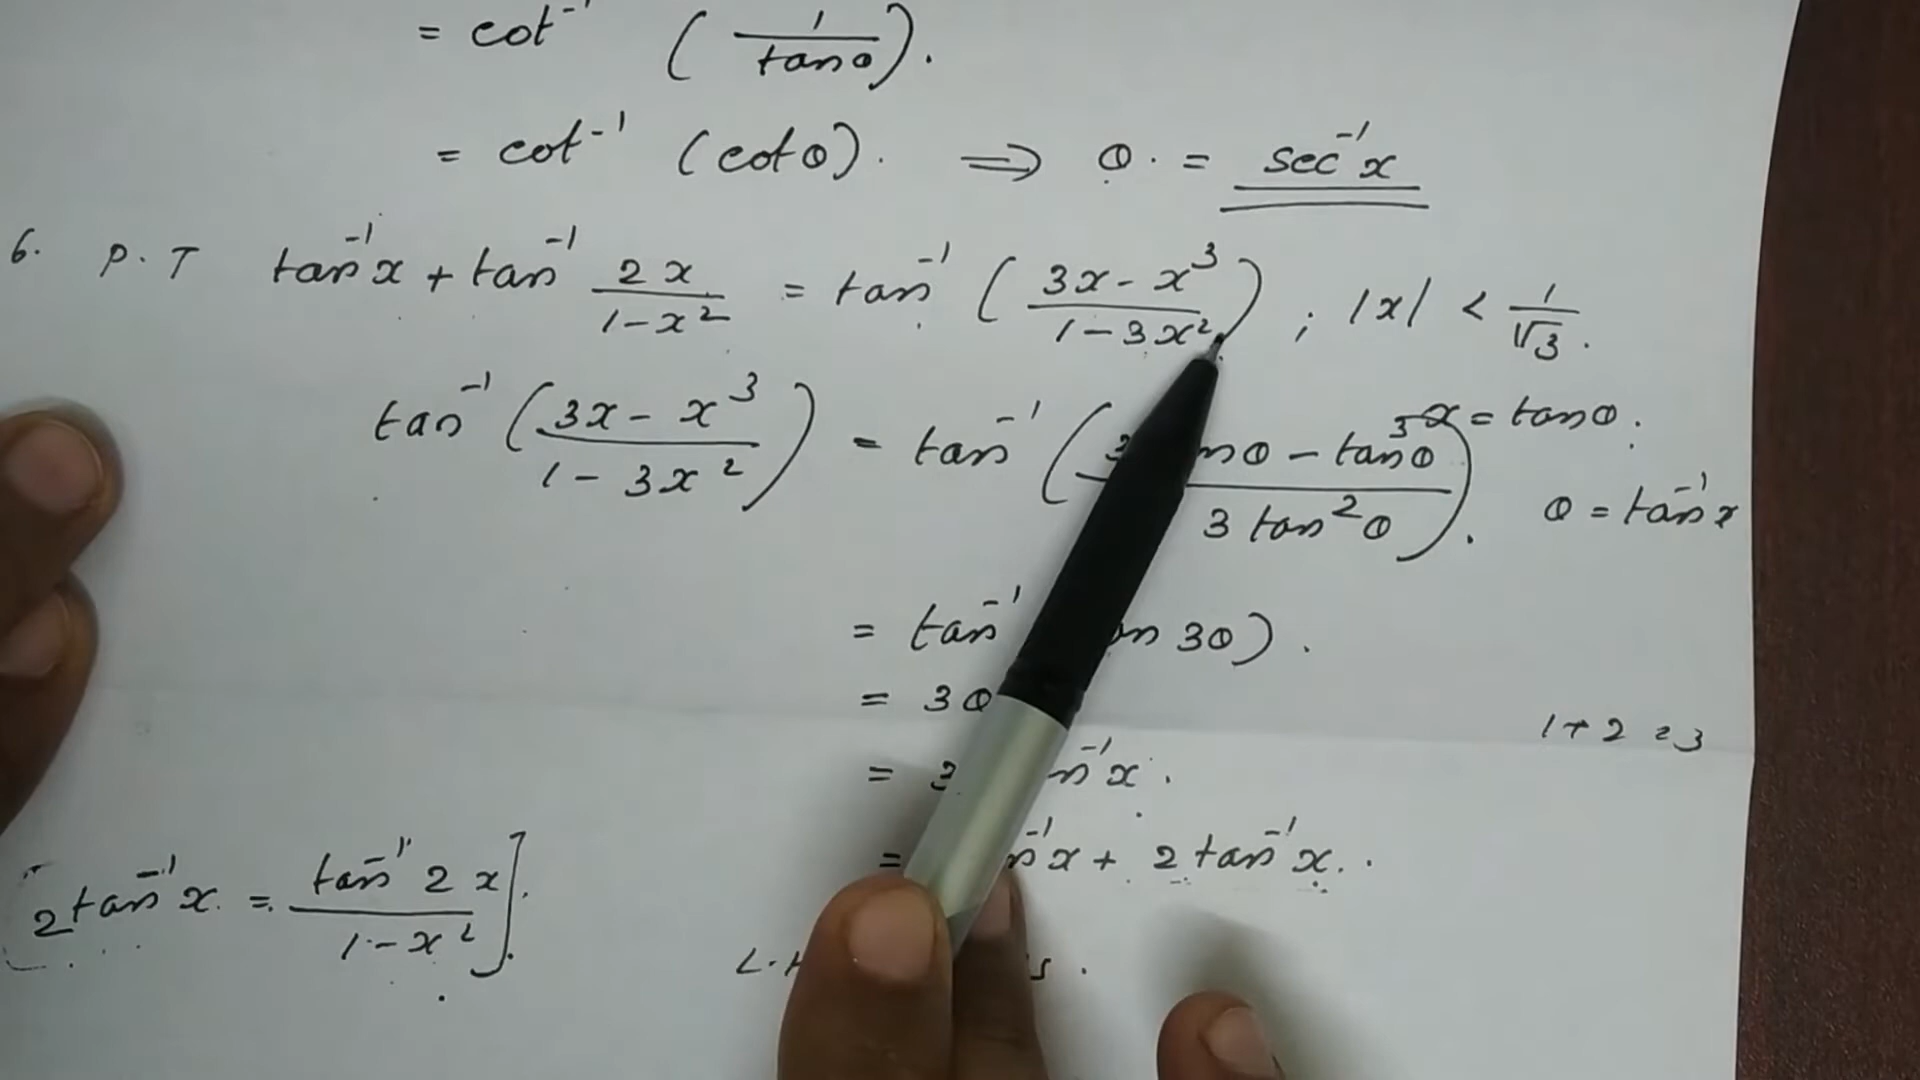 = cot⁻¹ (1/tanθ).
= cot⁻¹ (cotθ). ⟹ θ. = sec⁻¹x
6. P.T tan⁻¹x + tan⁻¹ 2x/1-x² = tan⁻¹ (3x - x³/1-3x²) ; |x| < 1/√3.
x = tanθ.
tan⁻¹ (3x - x³/1-3x²) = tan⁻¹ (3 θ - tan³θ/3 tan²θ).
θ = tan⁻¹x
= tan⁻¹ 3θ).
= 3θ
1+2=3
= 3 x.
= x + 2 tan⁻¹x.
[2tan⁻¹x = tan⁻¹ 2x/1-x²].